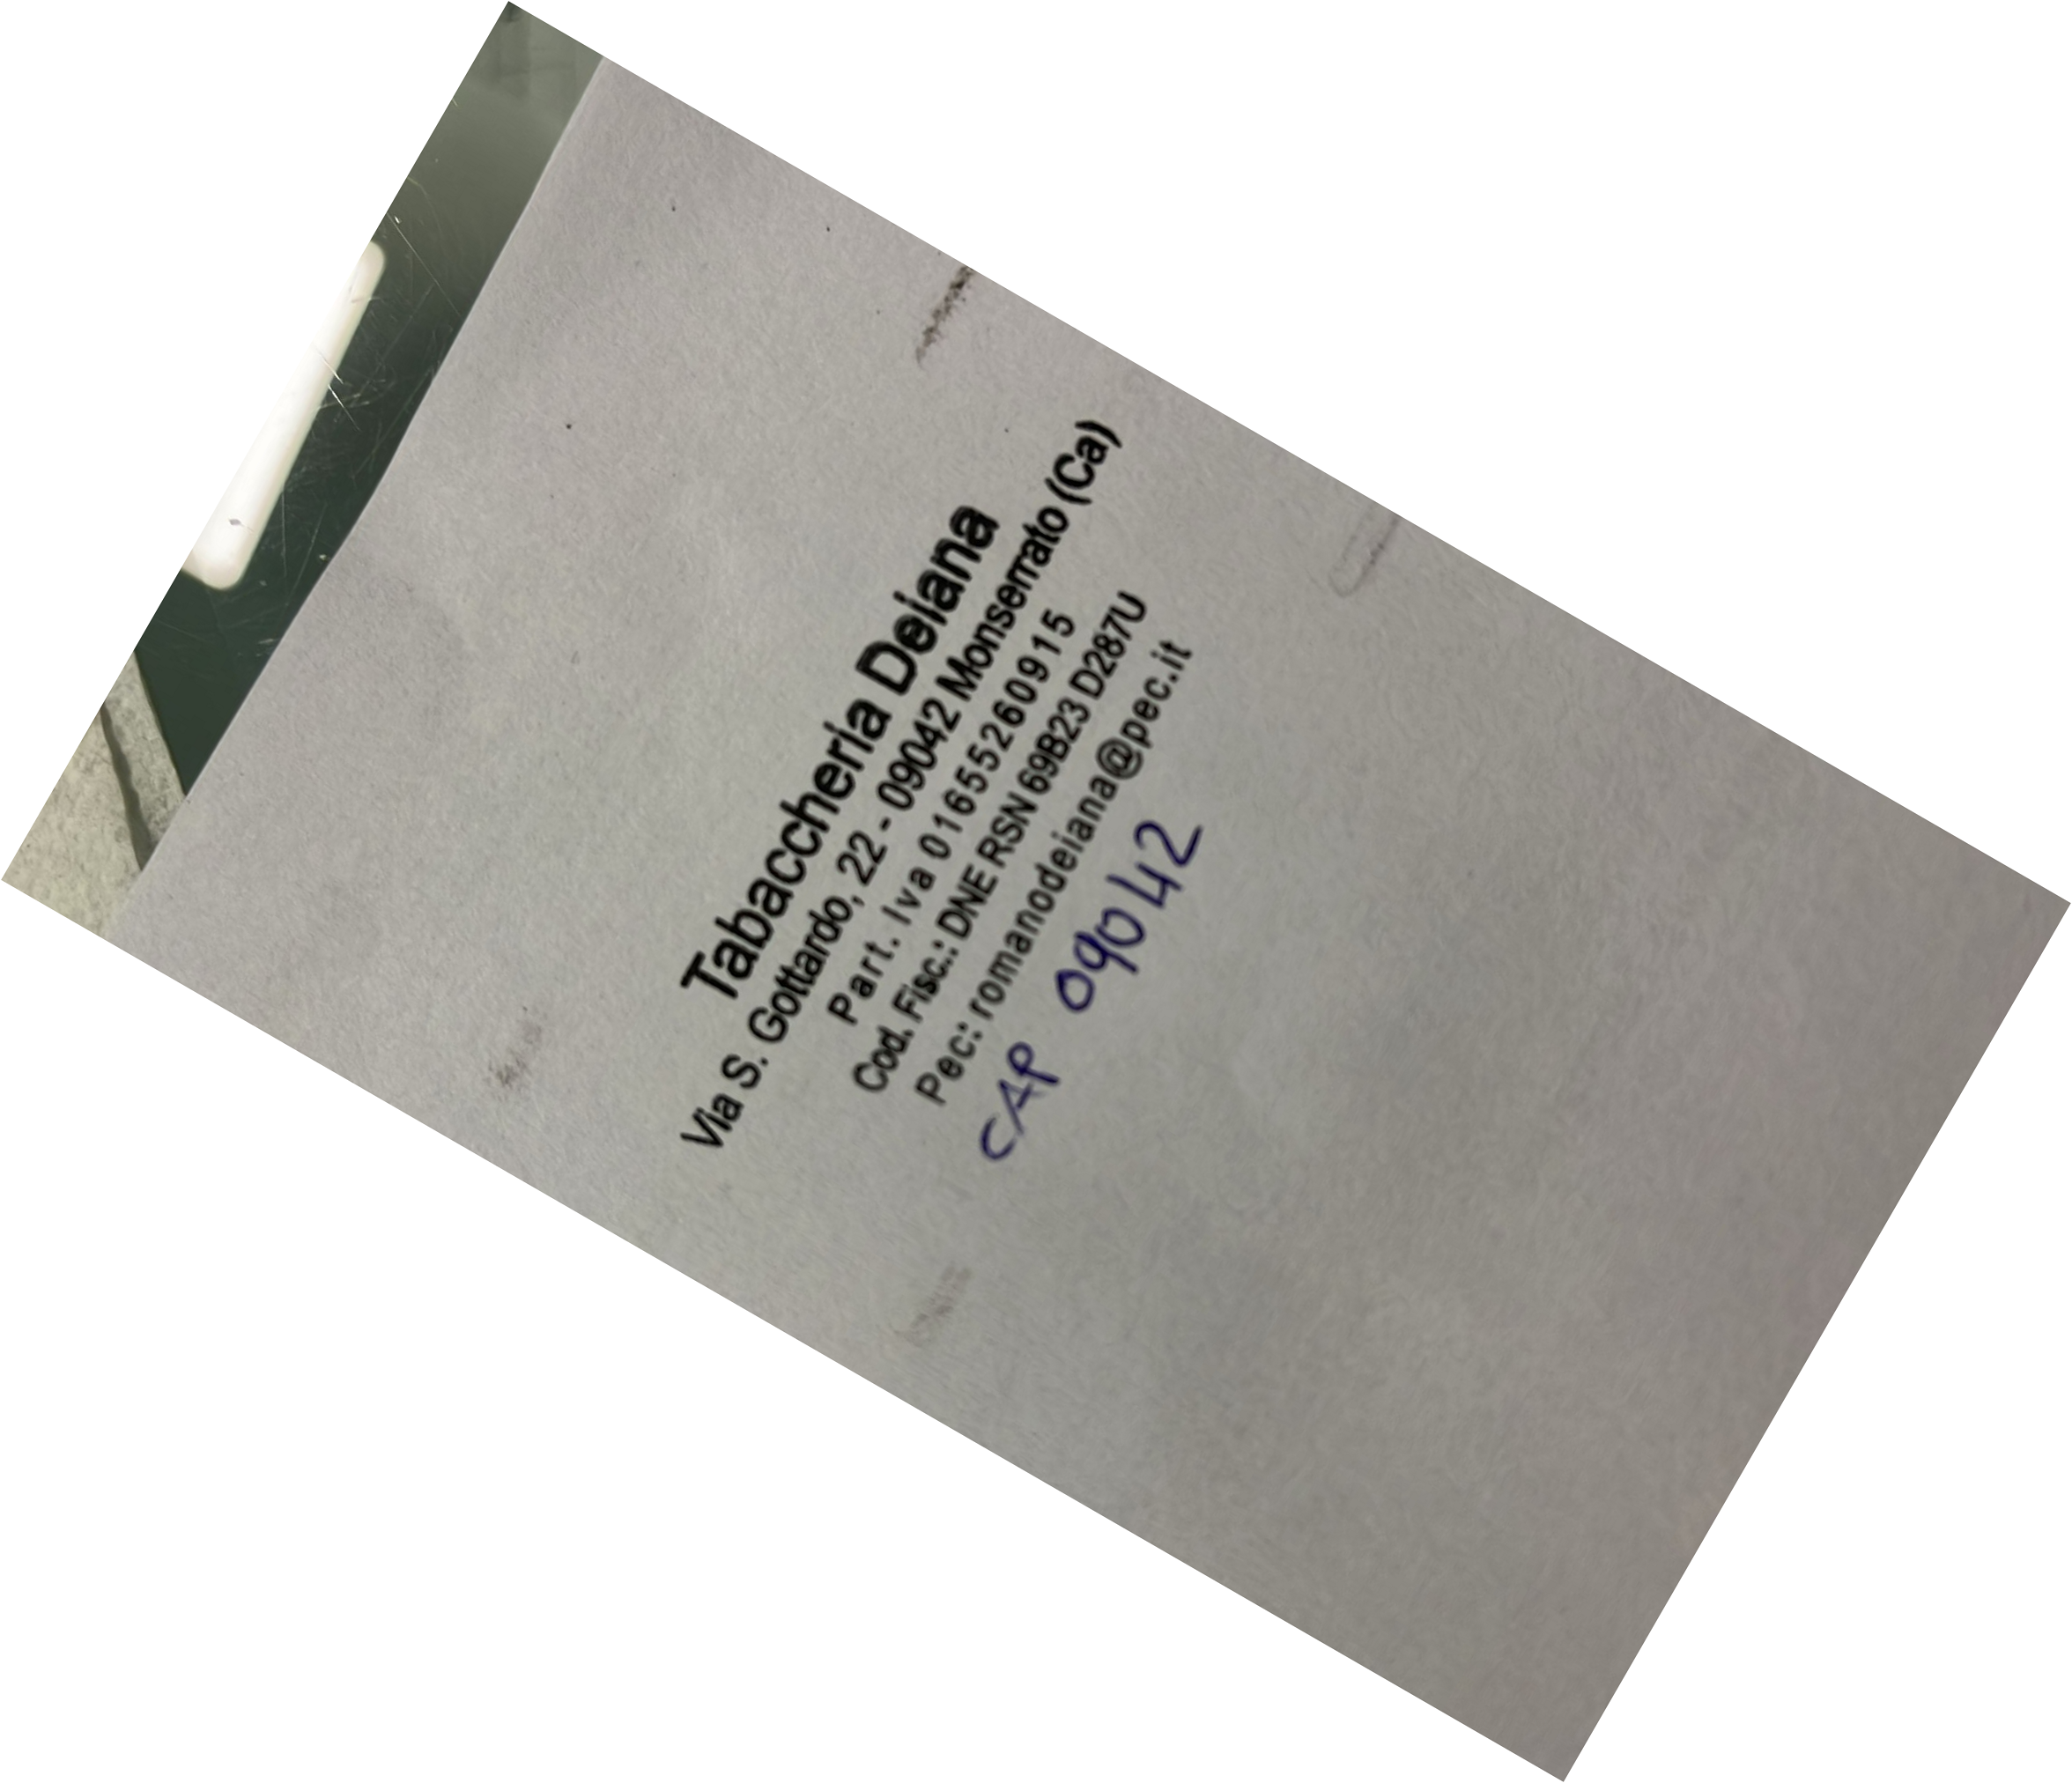 Tabaccheria Deiana
Via S. Gottardo, 22 - 09042 Monserrato (Ca)
Part. Iva 01655260915
Cod. Fisc.: DNE RSN 69B23 D287U
Pec: romanodeiana@pec.it
CAP 09042